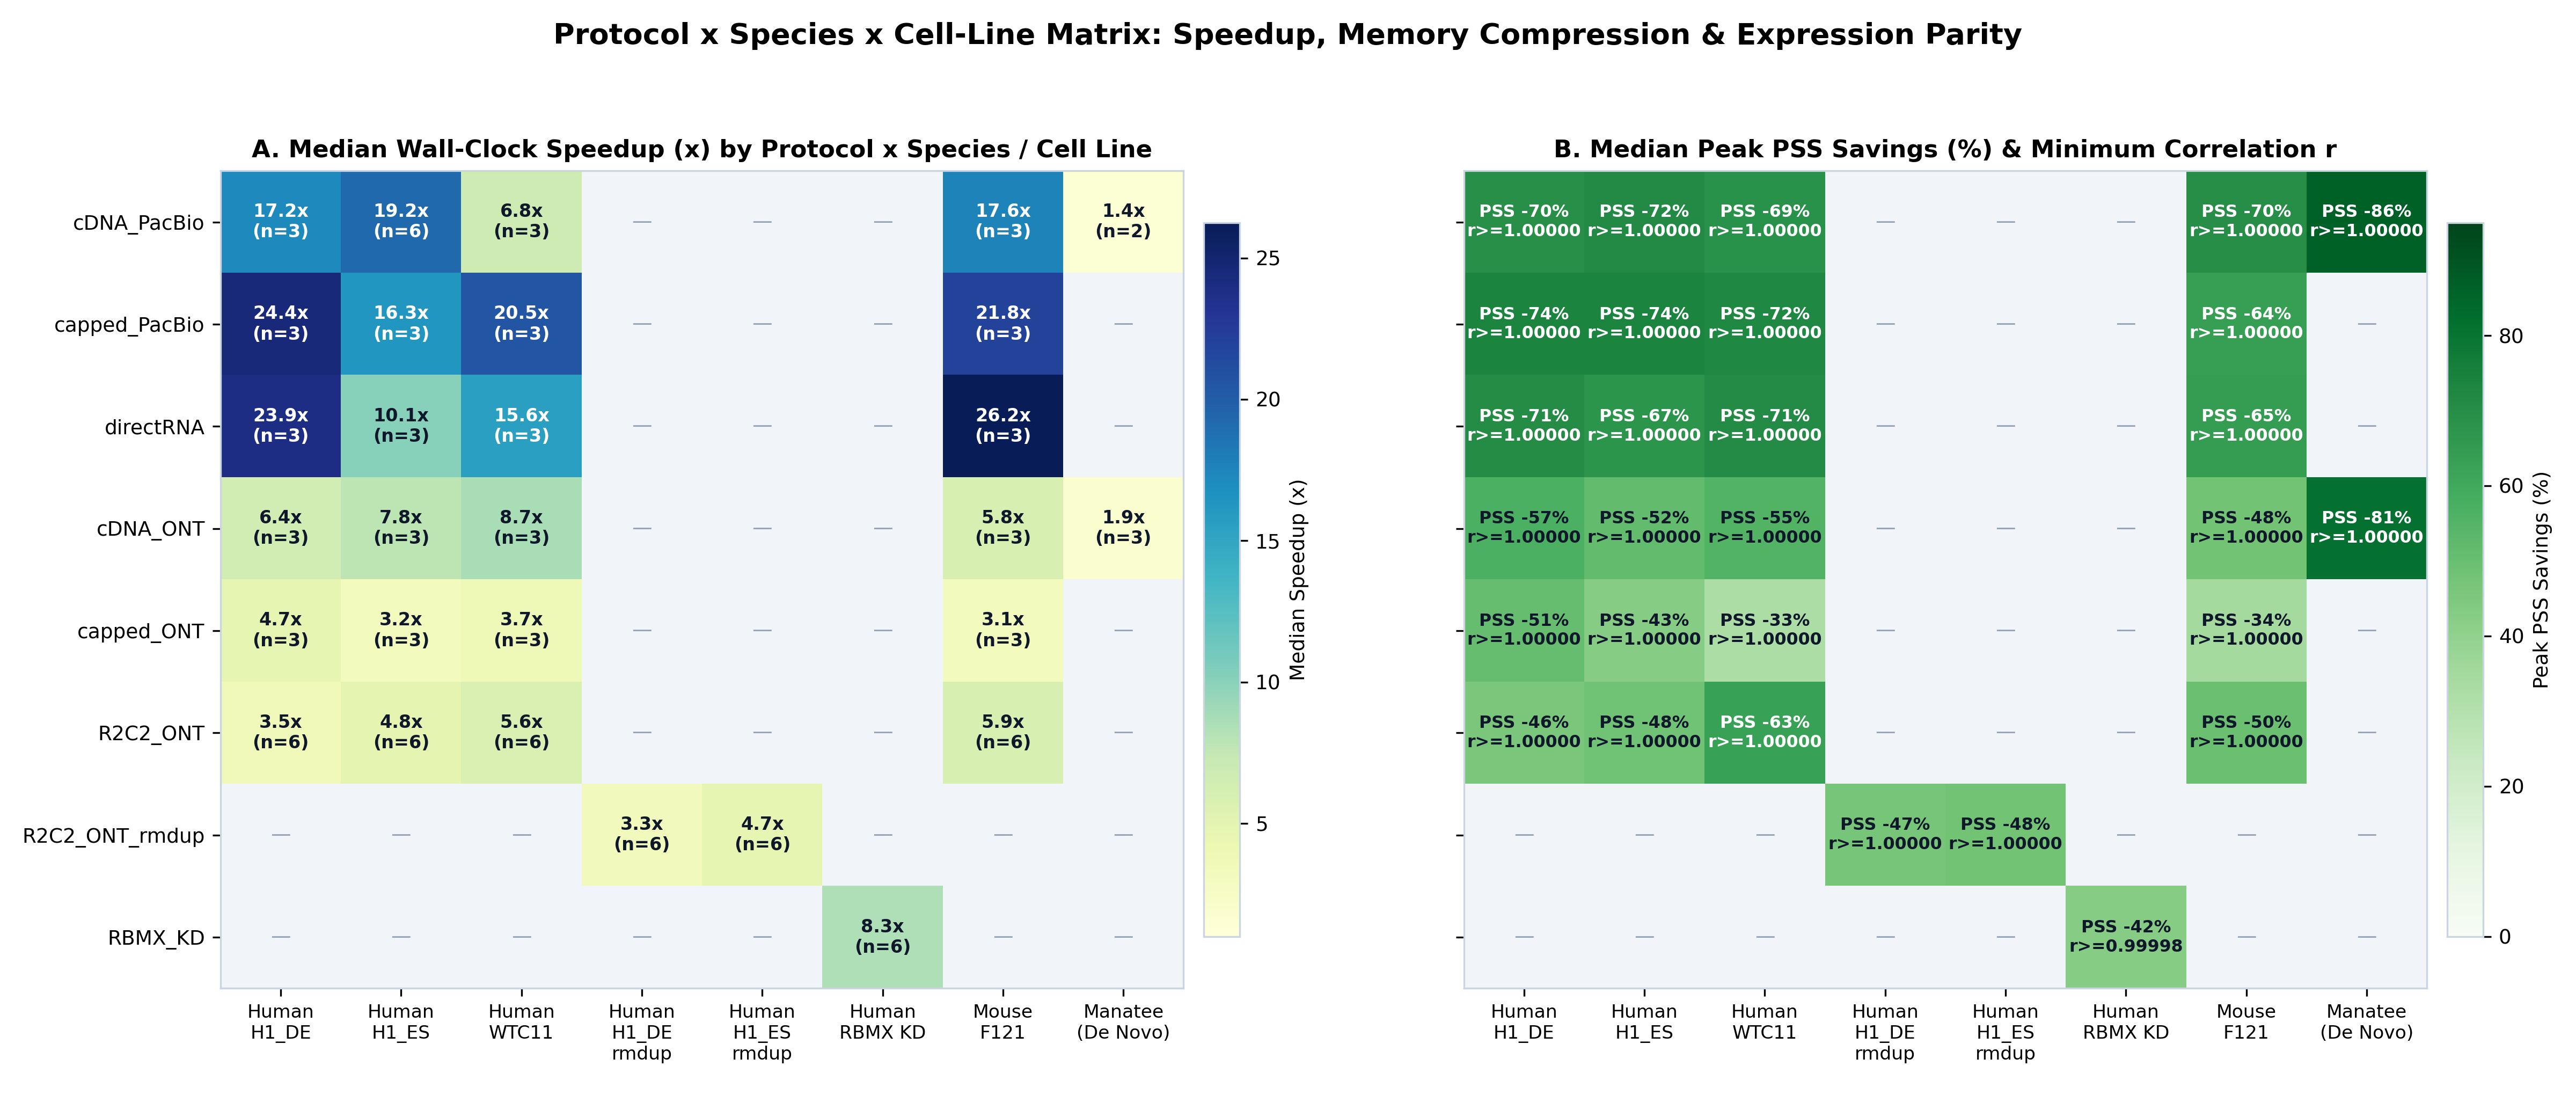 Protocol x Species x Cell-Line Matrix: Speedup, Memory Compression & Expression Parity
A. Median Wall-Clock Speedup (x) by Protocol x Species / Cell Line
cDNA_PacBio
17.2x
(n=3)
19.2x
(n=6)
6.8x
(n=3)
—
—
—
17.6x
(n=3)
1.4x
(n=2)
capped_PacBio
24.4x
(n=3)
16.3x
(n=3)
20.5x
(n=3)
—
—
—
21.8x
(n=3)
—
directRNA
23.9x
(n=3)
10.1x
(n=3)
15.6x
(n=3)
—
—
—
26.2x
(n=3)
—
cDNA_ONT
6.4x
(n=3)
7.8x
(n=3)
8.7x
(n=3)
—
—
—
5.8x
(n=3)
1.9x
(n=3)
capped_ONT
4.7x
(n=3)
3.2x
(n=3)
3.7x
(n=3)
—
—
—
3.1x
(n=3)
—
R2C2_ONT
3.5x
(n=6)
4.8x
(n=6)
5.6x
(n=6)
—
—
—
5.9x
(n=6)
—
R2C2_ONT_rmdup
—
—
—
3.3x
(n=6)
4.7x
(n=6)
—
—
—
RBMX_KD
—
—
—
—
—
8.3x
(n=6)
—
—
Human
H1_DE
Human
H1_ES
Human
WTC11
Human
H1_DE
rmdup
Human
H1_ES
rmdup
Human
RBMX KD
Mouse
F121
Manatee
(De Novo)
25
20
15
10
5
Median Speedup (x)
B. Median Peak PSS Savings (%) & Minimum Correlation r
PSS -70%
r>=1.00000
PSS -72%
r>=1.00000
PSS -69%
r>=1.00000
—
—
—
PSS -70%
r>=1.00000
PSS -86%
r>=1.00000
PSS -74%
r>=1.00000
PSS -74%
r>=1.00000
PSS -72%
r>=1.00000
—
—
—
PSS -64%
r>=1.00000
—
PSS -71%
r>=1.00000
PSS -67%
r>=1.00000
PSS -71%
r>=1.00000
—
—
—
PSS -65%
r>=1.00000
—
PSS -57%
r>=1.00000
PSS -52%
r>=1.00000
PSS -55%
r>=1.00000
—
—
—
PSS -48%
r>=1.00000
PSS -81%
r>=1.00000
PSS -51%
r>=1.00000
PSS -43%
r>=1.00000
PSS -33%
r>=1.00000
—
—
—
PSS -34%
r>=1.00000
—
PSS -46%
r>=1.00000
PSS -48%
r>=1.00000
PSS -63%
r>=1.00000
—
—
—
PSS -50%
r>=1.00000
—
—
—
—
PSS -47%
r>=1.00000
PSS -48%
r>=1.00000
—
—
—
—
—
—
—
—
PSS -42%
r>=0.99998
—
—
Human
H1_DE
Human
H1_ES
Human
WTC11
Human
H1_DE
rmdup
Human
H1_ES
rmdup
Human
RBMX KD
Mouse
F121
Manatee
(De Novo)
80
60
40
20
0
Peak PSS Savings (%)